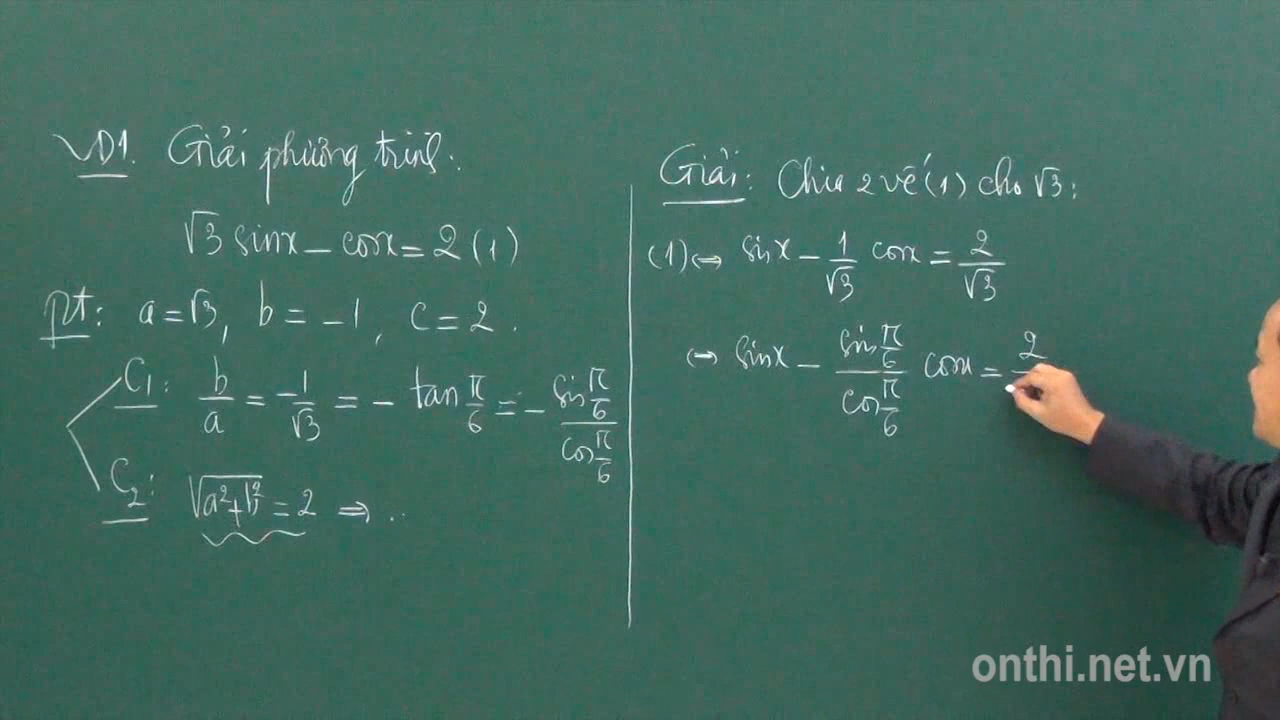 VD1. Giải phương trình:
√3 sinx - cosx = 2 (1)
pt: a = √3, b = -1, c = 2.
C1: b/a = -1/√3 = - tan π/6 = - sin π/6 / cos π/6
C2: √(a²+b²) = 2 ⇒ ..
Giải: Chia 2 vế (1) cho √3:
(1) ⇔ sinx - 1/√3 cosx = 2/√3
⇔ sinx - sin π/6 / cos π/6 cosx = 2
onthi.net.vn